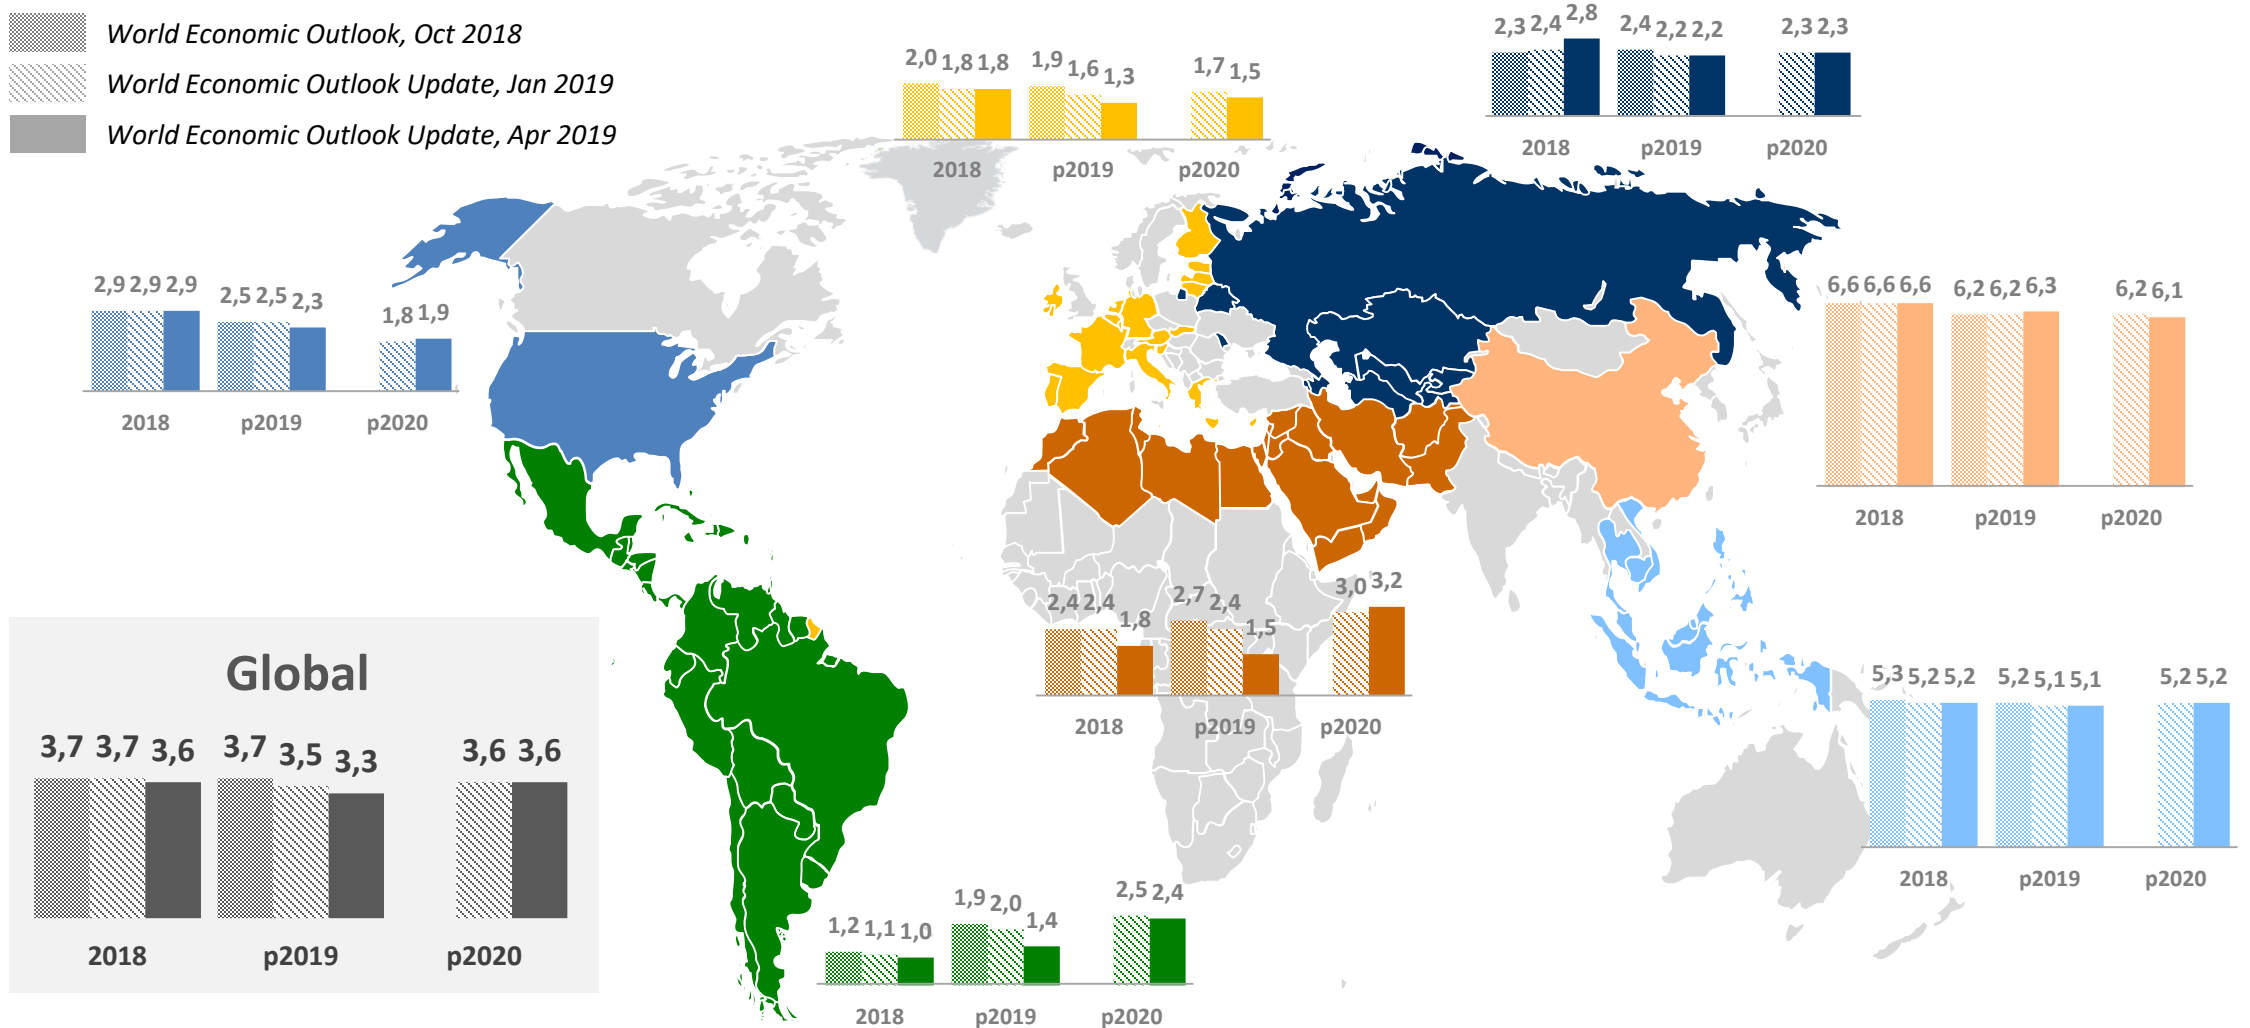 World Economic Outlook, Oct 2018
World Economic Outlook Update, Jan 2019
World Economic Outlook Update, Apr 2019
2,0 1,8 1,8 1,9 1,6 1,3 1,7 1,5
2018 p2019 p2020
2,3 2,4 2,8 2,4 2,2 2,2 2,3 2,3
2018 p2019 p2020
2,9 2,9 2,9 2,5 2,5 2,3 1,8 1,9
2018 p2019 p2020
6,6 6,6 6,6 6,2 6,2 6,3 6,2 6,1
2018 p2019 p2020
2,4 2,4 1,8 2,7 2,4 1,5 3,0 3,2
2018 p2019 p2020
5,3 5,2 5,2 5,2 5,1 5,1 5,2 5,2
2018 p2019 p2020
Global
3,7 3,7 3,6 3,7 3,5 3,3 3,6 3,6
2018 p2019 p2020
1,2 1,1 1,0 1,9 2,0 1,4 2,5 2,4
2018 p2019 p2020